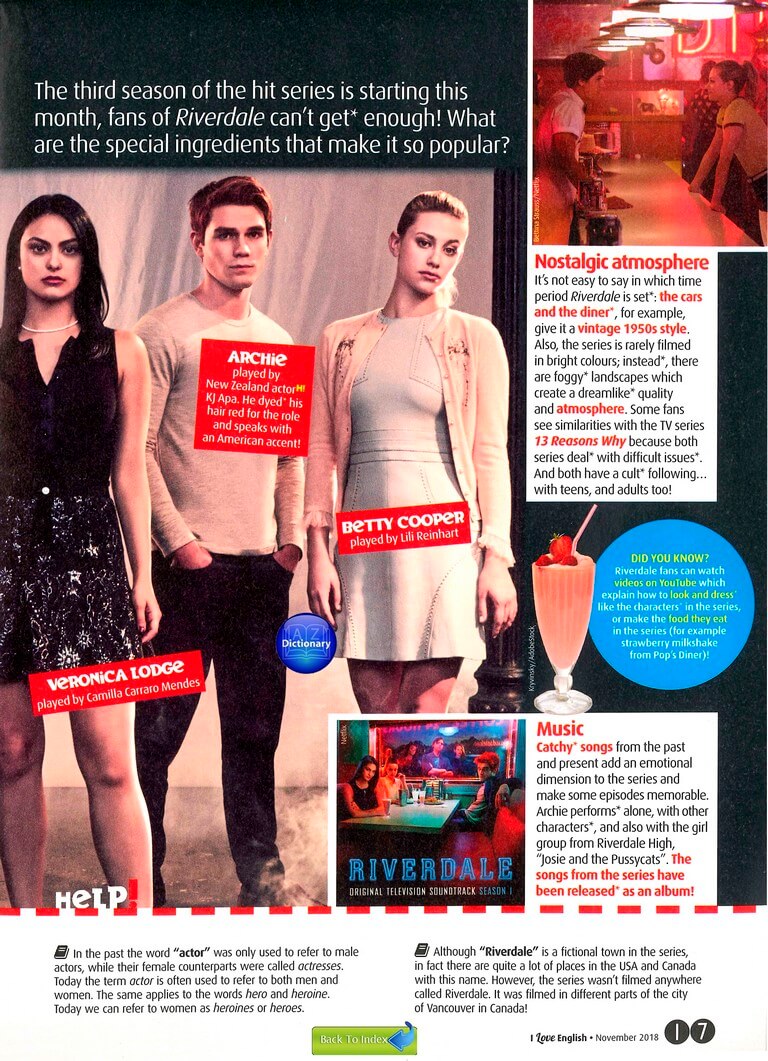 The third season of the hit series is starting this
month, fans of Riverdale can't get* enough! What
are the special ingredients that make it so popular?
DI
Bettina Strauss/Netflix
Nostalgic atmosphere
It's not easy to say in which time
period Riverdale is set*: the cars
and the diner*, for example,
give it a vintage 1950s style.
Also, the series is rarely filmed
in bright colours; instead*, there
are foggy* landscapes which
create a dreamlike* quality
and atmosphere. Some fans
see similarities with the TV series
13 Reasons Why because both
series deal* with difficult issues*.
And both have a cult* following...
with teens, and adults too!
ARCHIE
played by
New Zealand actorH!
KJ Apa. He dyed* his
hair red for the role
and speaks with
an American accent!
BETTY COOPER
played by Lili Reinhart
VERONICA LODGE
played by Camilla Carraro Mendes
AZ
Dictionary
Kryvinsky/AdobeStock
DID YOU KNOW?
Riverdale fans can watch
videos on YouTube which
explain how to look and dress*
like the characters* in the series,
or make the food they eat
in the series (for example
strawberry milkshake
from Pop's Diner)!
Netflix
RIVERDALE
ORIGINAL TELEVISION SOUNDTRACK SEASON 1
Music
Catchy* songs from the past
and present add an emotional
dimension to the series and
make some episodes memorable.
Archie performs* alone, with other
characters*, and also with the girl
group from Riverdale High,
"Josie and the Pussycats". The
songs from the series have
been released* as an album!
HELP!
In the past the word "actor" was only used to refer to male
actors, while their female counterparts were called actresses.
Today the term actor is often used to refer to both men and
women. The same applies to the words hero and heroine.
Today we can refer to women as heroines or heroes.
Although "Riverdale" is a fictional town in the series,
in fact there are quite a lot of places in the USA and Canada
with this name. However, the series wasn't filmed anywhere
called Riverdale. It was filmed in different parts of the city
of Vancouver in Canada!
Back To Index
I Love English • November 2018 17